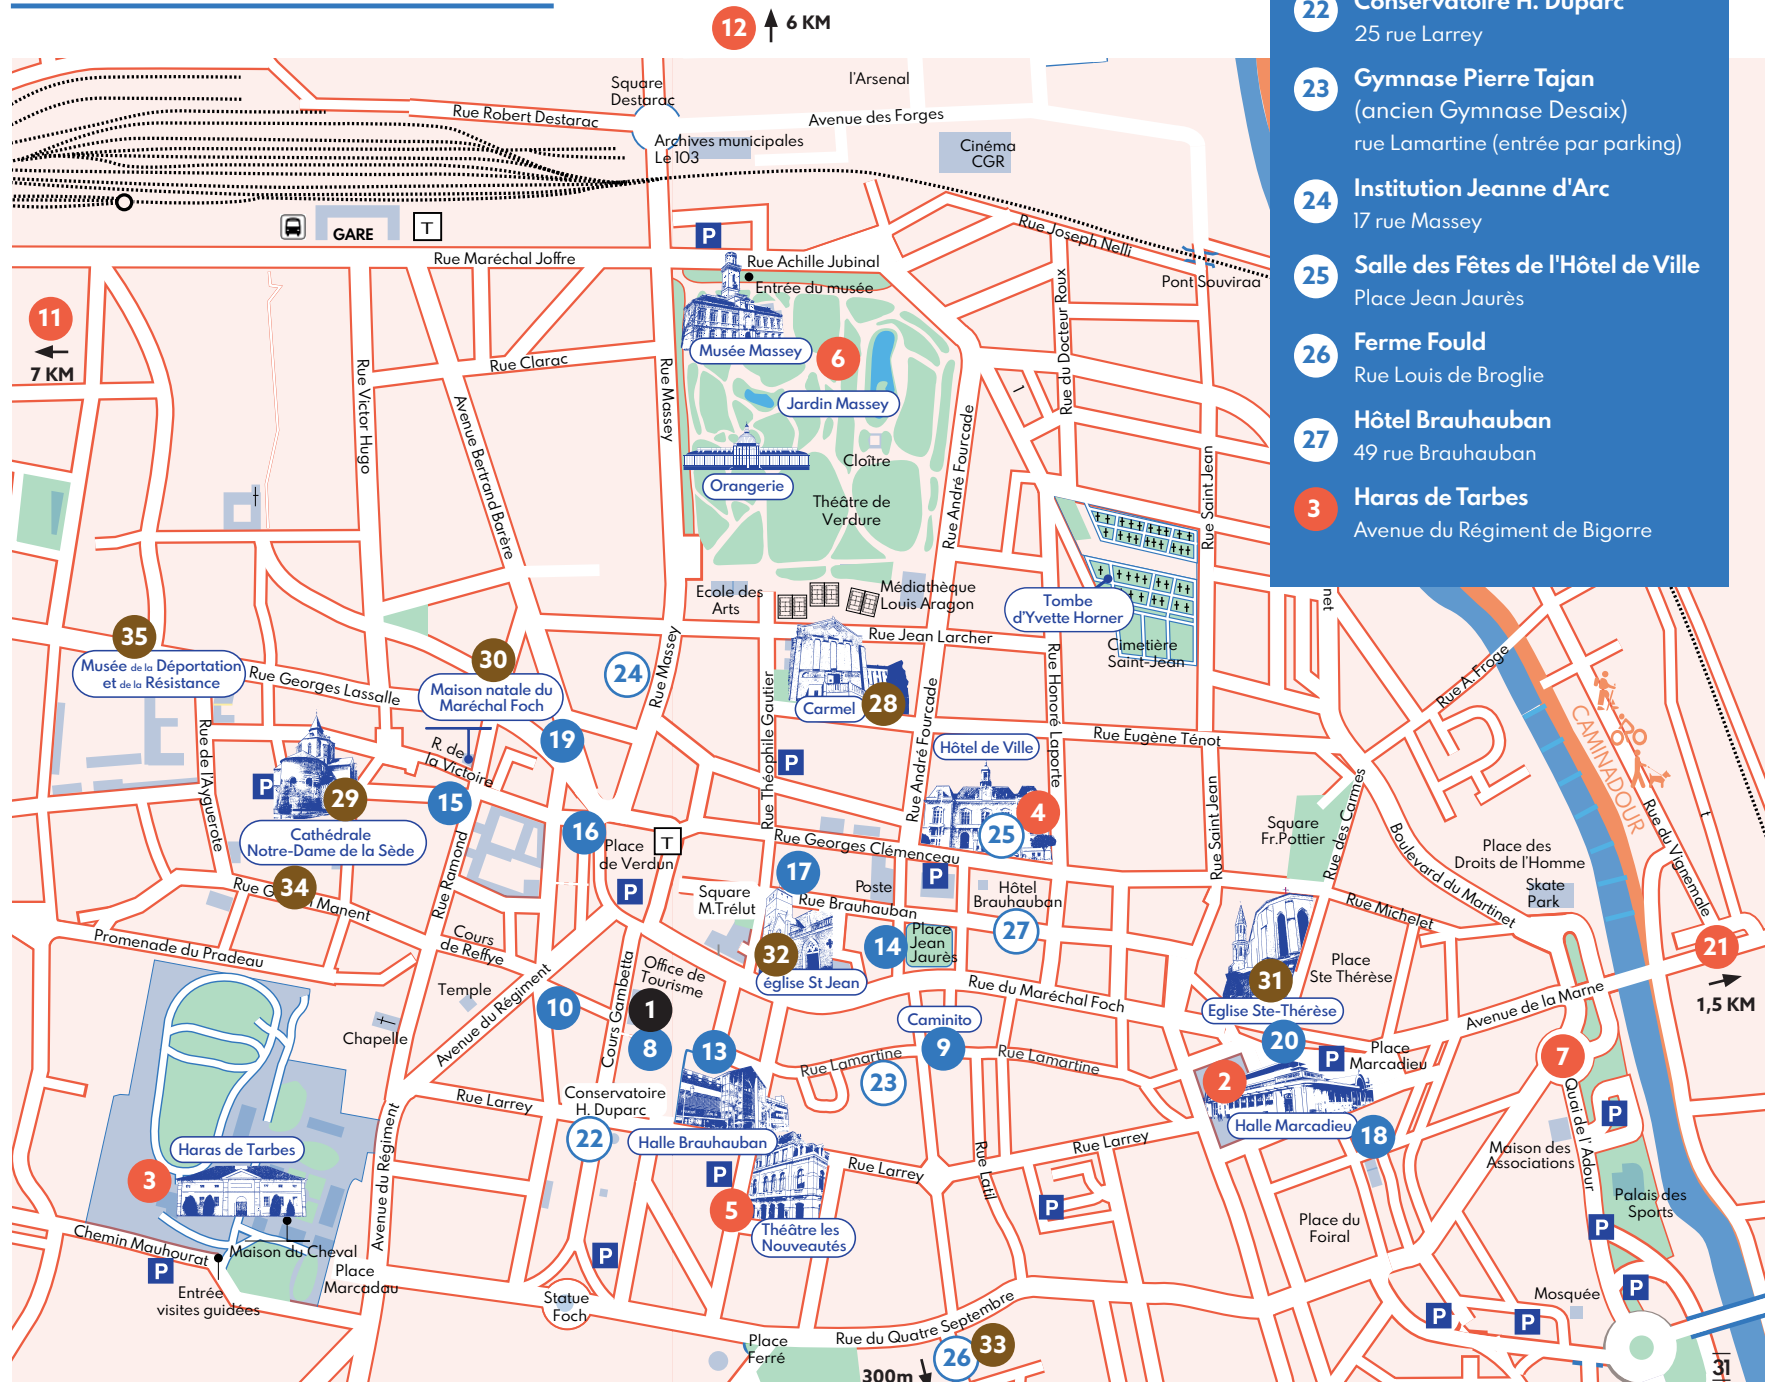 12
6 KM
22
Conservatoire H. Duparc
25 rue Larrey
23
Gymnase Pierre Tajan
(ancien Gymnase Desaix)
rue Lamartine (entrée par parking)
24
Institution Jeanne d'Arc
17 rue Massey
25
Salle des Fêtes de l'Hôtel de Ville
Place Jean Jaurès
26
Ferme Fould
Rue Louis de Broglie
27
Hôtel Brauhauban
49 rue Brauhauban
3
Haras de Tarbes
Avenue du Régiment de Bigorre
Square
Destarac
l'Arsenal
Rue Robert Destarac
Avenue des Forges
Archives municipales
Le 103
Cinéma
CGR
GARE
T
P
Rue Maréchal Joffre
Rue Achille Jubinal
Entrée du musée
Rue Joseph Nelli
Pont Souviraa
11
7 KM
Rue Clarac
Rue Victor Hugo
Avenue Bertrand Barère
Rue Massey
Musée Massey
6
Jardin Massey
Orangerie
Cloître
Théâtre de
Verdure
Rue André Fourcade
Rue du Docteur Roux
1
Rue Saint Jean
Ecole des
Arts
Médiathèque
Louis Aragon
Tombe
d'Yvette Horner
Cimetière
Saint-Jean
net
Rue Jean Larcher
35
Musée de la Déportation
et de la Résistance
Rue Georges Lassalle
30
Maison natale du
Maréchal Foch
24
Rue Massey
19
R. de
la Victoire
Carmel
28
Rue Théophile Gautier
Rue André Fourcade
Rue Honoré Laporte
Hôtel de Ville
Rue Eugène Ténot
Rue A. Froge
CAMINADOUR
P
P
Rue de l'Ayguerote
29
15
Cathédrale
Notre-Dame de la Sède
16
Place
de Verdun
T
P
4
25
Rue Georges Clémenceau
Rue Saint Jean
Square
Fr.Pottier
Rue des Carmes
Boulevard du Martinet
Place des
Droits de l'Homme
Skate
Park
Rue du Vignemale
t
34
Rue G
l Manent
Rue Ramond
17
Square
M.Trélut
Poste
P
Rue Brauhauban
Hôtel
Brauhauban
27
Rue Michelet
Promenade du Pradeau
Cours
de Reffye
32
14
Place
Jean
Jaurès
église St Jean
Office de
Tourisme
31
Place
Ste Thérèse
21
1,5 KM
Temple
Avenue du Régiment
10
Cours Gambetta
1
8
Rue du Maréchal Foch
Eglise Ste-Thérèse
Avenue de la Marne
Chapelle
13
Caminito
9
Rue Lamartine
Rue Lamartine
23
20
P
Place
Marcadieu
2
7
Rue Larrey
Conservatoire
H. Duparc
22
Halle Brauhauban
Halle Marcadieu
18
Quai de l'Adour
P
Haras de Tarbes
3
Avenue du Régiment
P
5
Rue Larrey
Rue Latil
Rue Larrey
Maison des
Associations
Palais des
Sports
Théâtre les
Nouveautés
P
Place du
Foiral
P
Chemin Mauhourat
Maison du Cheval
P
Entrée
visites guidées
Place
Marcadau
P
Statue
Foch
Place
Ferré
Rue du Quatre Septembre
33
26
300m
Mosquée
P
P
P
31